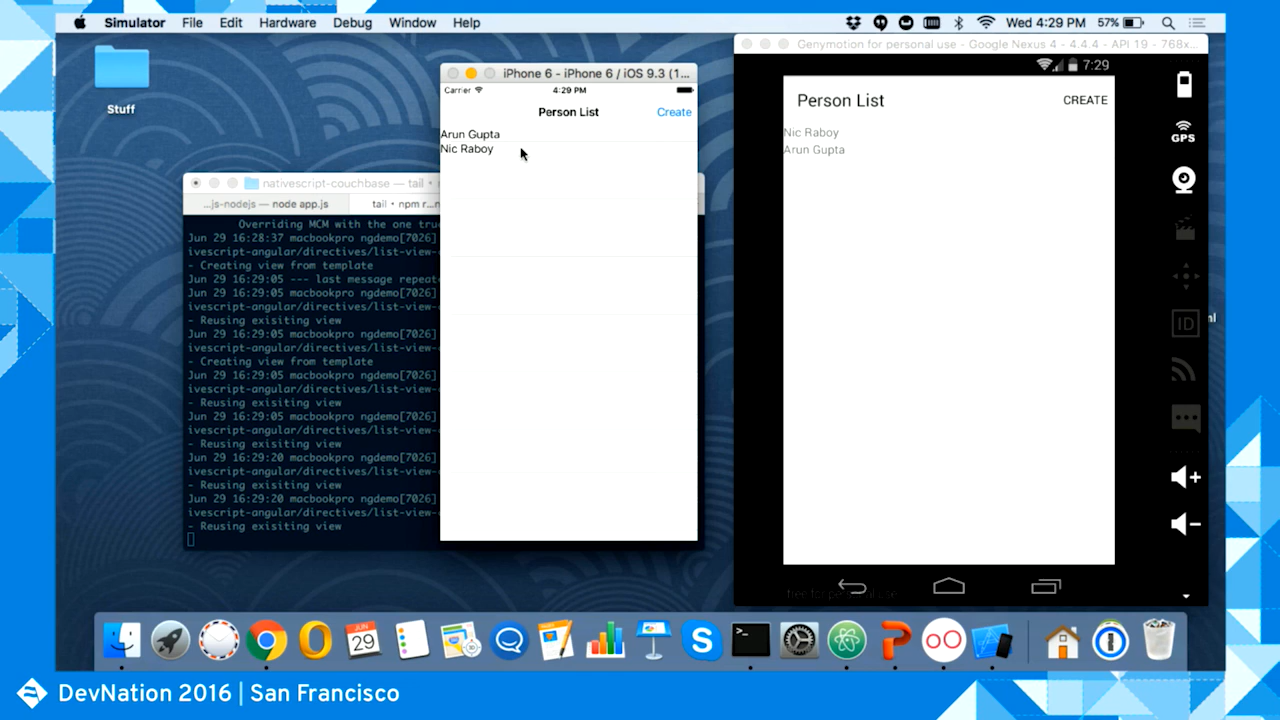 Simulator File Edit Hardware Debug Window Help
Wed 4:29 PM 57%
Stuff
Genymotion for personal use - Google Nexus 4 - 4.4.4 - API 19 - 768x...
7:29
Person List CREATE
Nic Raboy
Arun Gupta
GPS
ID
iPhone 6 - iPhone 6 / iOS 9.3 (1...
Carrier 4:29 PM
Person List Create
Arun Gupta
Nic Raboy
nativescript-couchbase — tail •
...js-nodejs — node app.js tail • npm r...n
Overriding MCM with the one tru
Jun 29 16:28:37 macbookpro ngdemo[7026]
ivescript-angular/directives/list-view-
- Creating view from template
Jun 29 16:29:05 --- last message repeat
Jun 29 16:29:05 macbookpro ngdemo[7026]
ivescript-angular/directives/list-view-
- Reusing exisiting view
Jun 29 16:29:05 macbookpro ngdemo[7026]
ivescript-angular/directives/list-view-
- Creating view from template
Jun 29 16:29:05 macbookpro ngdemo[7026]
ivescript-angular/directives/list-view-
- Reusing exisiting view
Jun 29 16:29:05 macbookpro ngdemo[7026]
ivescript-angular/directives/list-view-
- Reusing exisiting view
Jun 29 16:29:20 macbookpro ngdemo[7026]
ivescript-angular/directives/list-view-
- Reusing exisiting view
Jun 29 16:29:20 macbookpro ngdemo[7026]
ivescript-angular/directives/list-view-
- Reusing exisiting view
free for personal use
JUN
29
DevNation 2016 | San Francisco